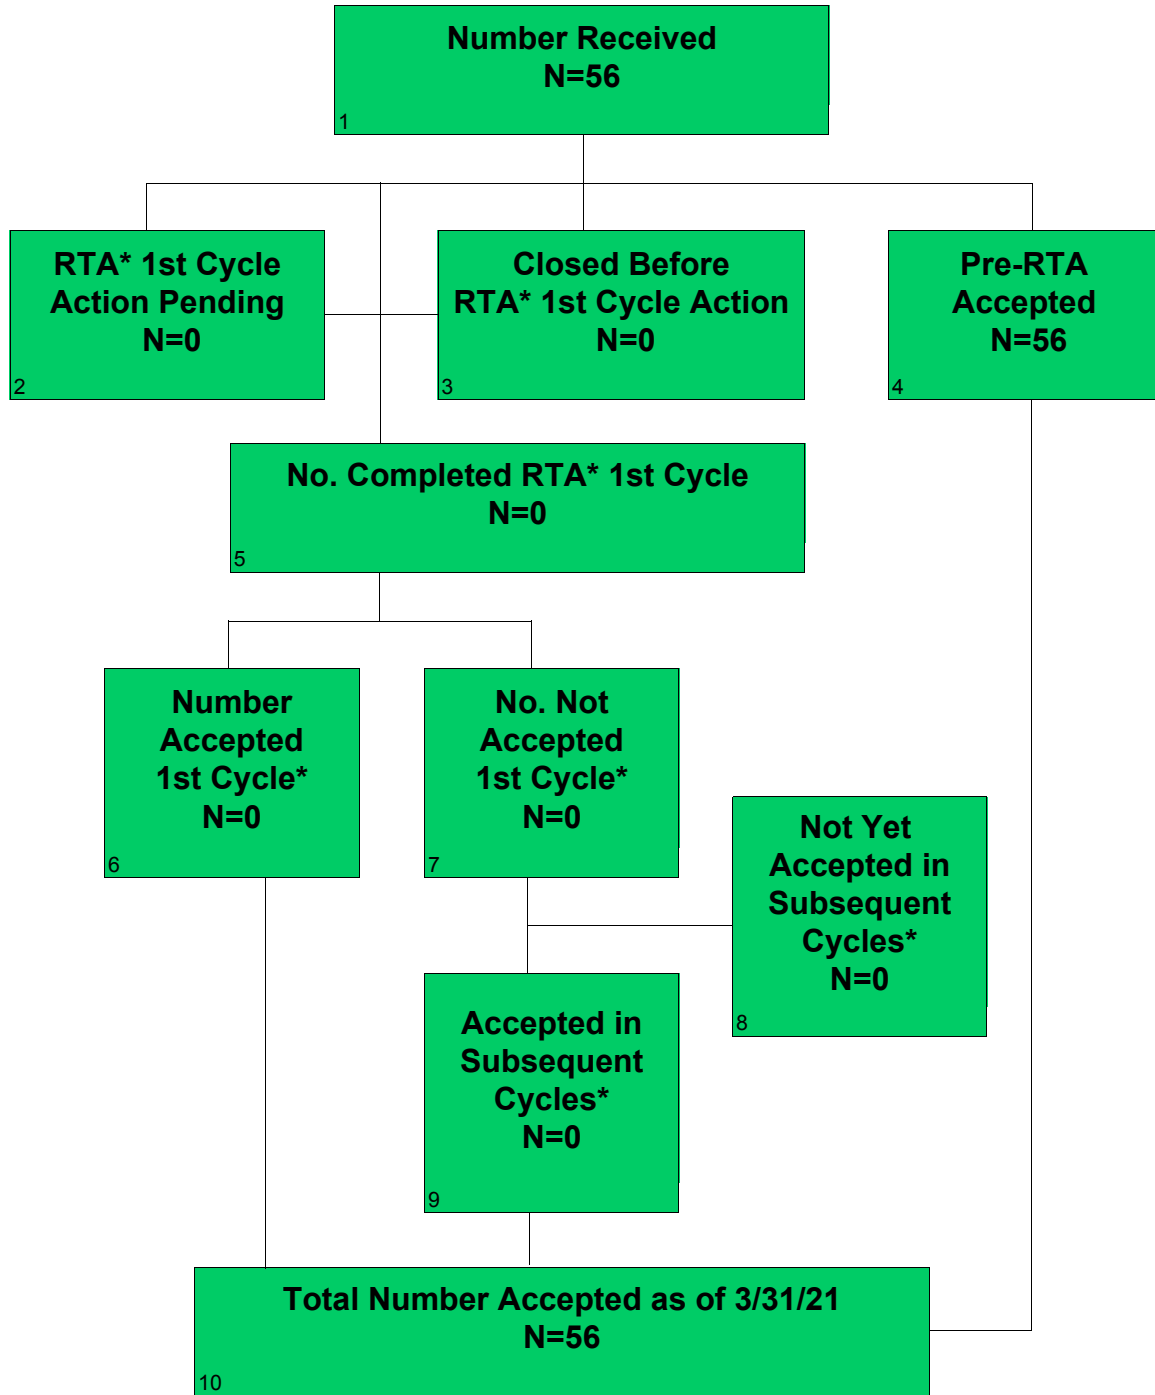 Number Received
N=56
1
RTA* 1st Cycle
Action Pending
N=0
2
Closed Before
RTA* 1st Cycle Action
N=0
3
Pre-RTA
Accepted
N=56
4
No. Completed RTA* 1st Cycle
N=0
5
Number
Accepted
1st Cycle*
N=0
6
No. Not
Accepted
1st Cycle*
N=0
7
Not Yet
Accepted in
Subsequent
Cycles*
N=0
8
Accepted in
Subsequent
Cycles*
N=0
9
Total Number Accepted as of 3/31/21
N=56
10